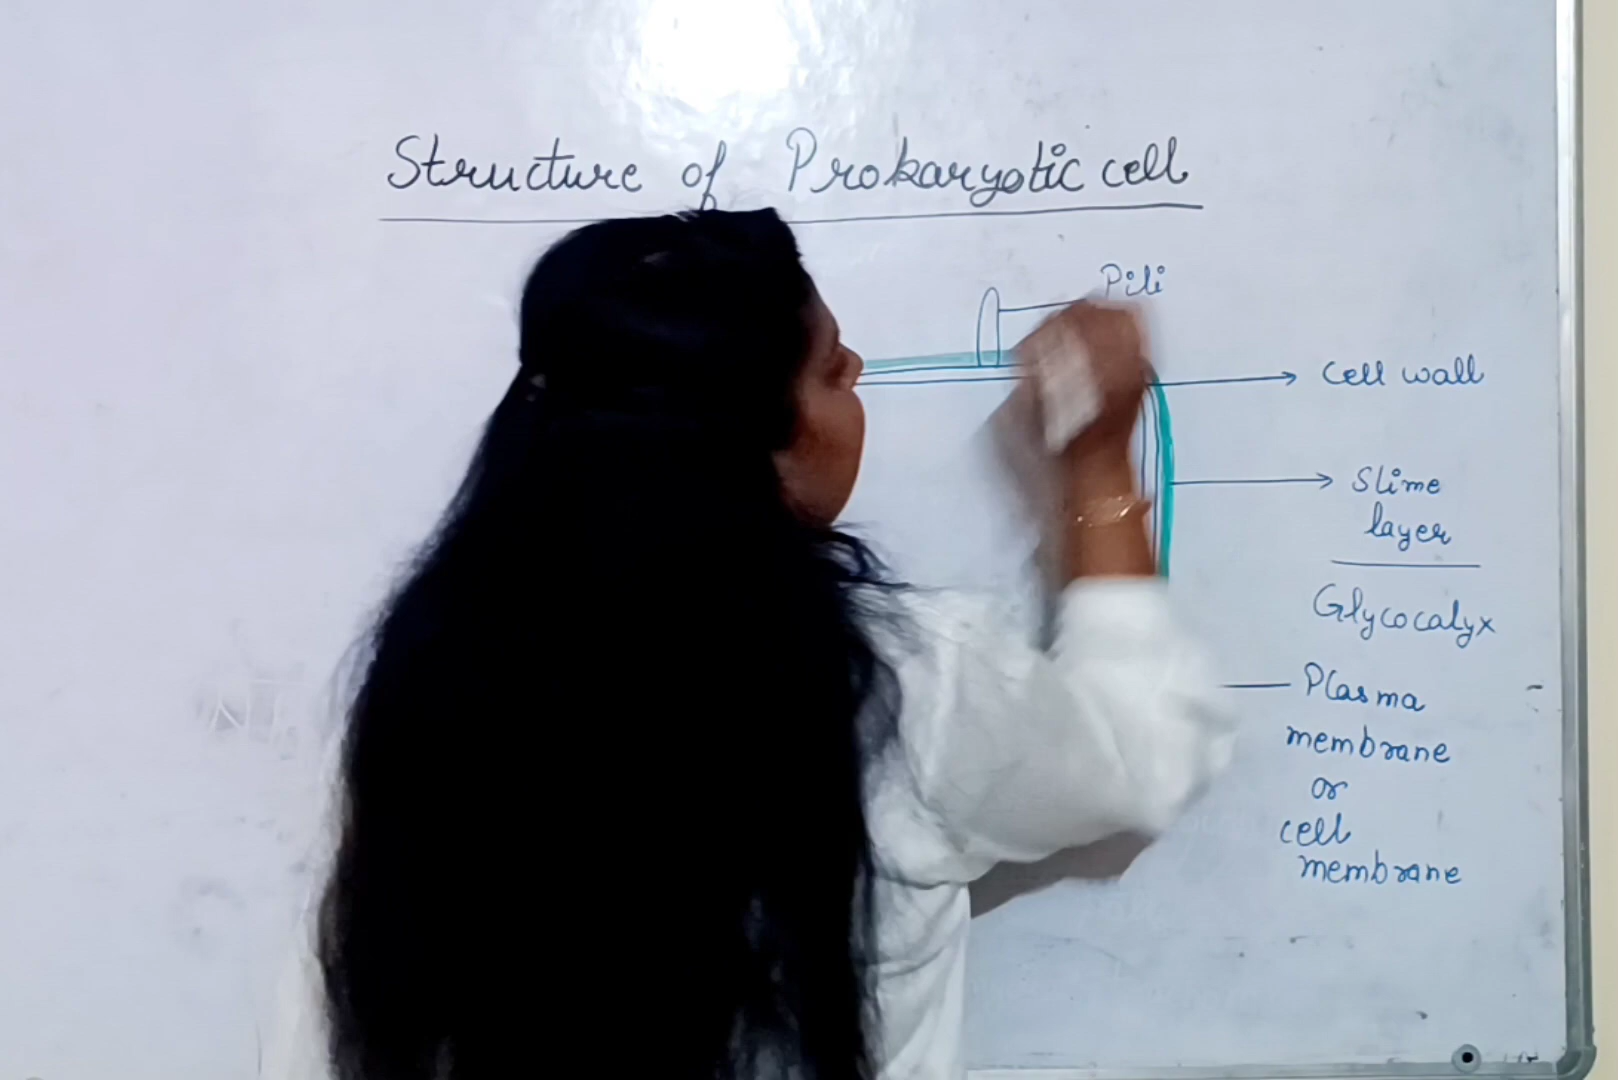 Structure of Prokaryotic cell
Pili
Cell wall
Slime
layer
Glycocalyx
Plasma
membrane
or
cell
membrane